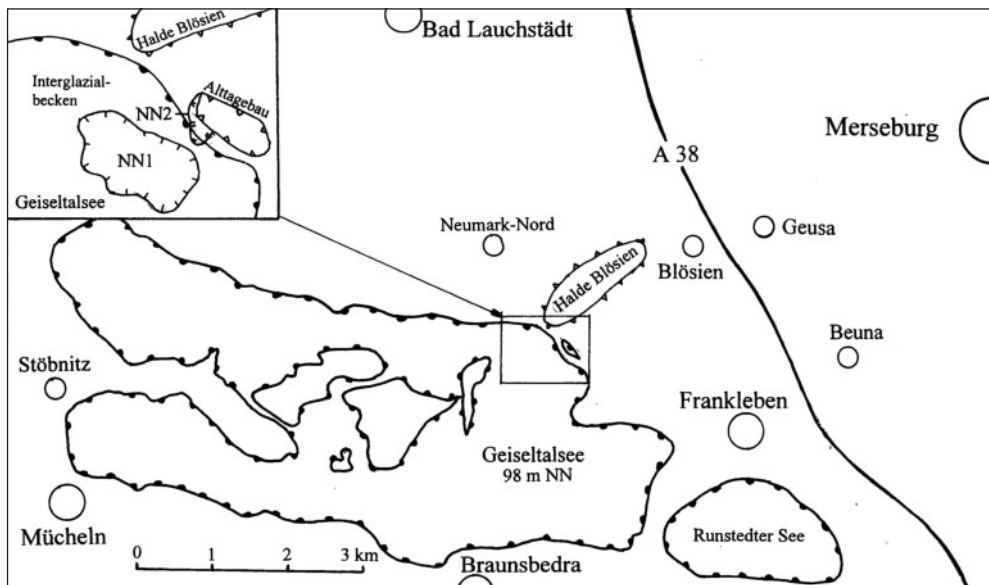 Halde Blösien
Bad Lauchstädt
Interglazial-
becken
Alttagebau
NN2
NN1
Geiseltalsee
Merseburg
A 38
Neumark-Nord
Geusa
Blösien
Halde Blösien
Beuna
Stöbnitz
Frankleben
Geiseltalsee
98 m NN
Mücheln
Runstedter See
0 1 2 3 km
Braunsbedra